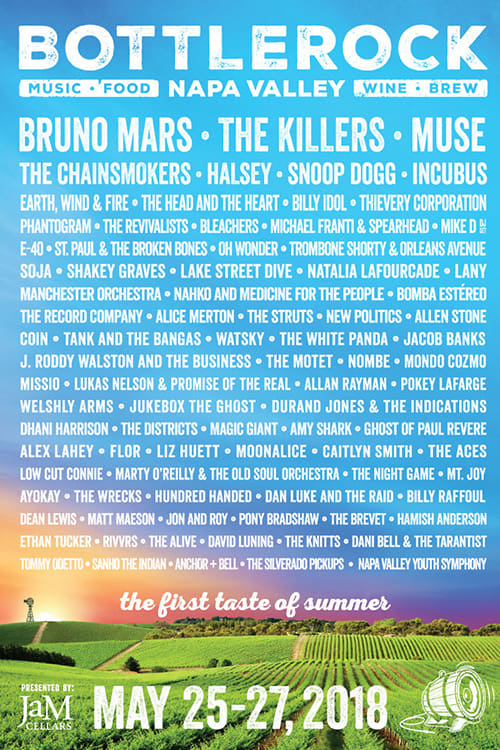 BOTTLEROCK
MUSIC • FOOD NAPA VALLEY WINE • BREW
BRUNO MARS • THE KILLERS • MUSE
THE CHAINSMOKERS • HALSEY • SNOOP DOGG • INCUBUS
EARTH, WIND & FIRE • THE HEAD AND THE HEART • BILLY IDOL • THIEVERY CORPORATION
PHANTOGRAM • THE REVIVALISTS • BLEACHERS • MICHAEL FRANTI & SPEARHEAD • MIKE D
E-40 • ST. PAUL & THE BROKEN BONES • OH WONDER • TROMBONE SHORTY & ORLEANS AVENUE
SOJA • SHAKEY GRAVES • LAKE STREET DIVE • NATALIA LAFOURCADE • LANY
MANCHESTER ORCHESTRA • NAHKO AND MEDICINE FOR THE PEOPLE • BOMBA ESTÉREO
THE RECORD COMPANY • ALICE MERTON • THE STRUTS • NEW POLITICS • ALLEN STONE
COIN • TANK AND THE BANGAS • WATSKY • THE WHITE PANDA • JACOB BANKS
J. RODDY WALSTON AND THE BUSINESS • THE MOTET • NOMBE • MONDO COZMO
MISSIO • LUKAS NELSON & PROMISE OF THE REAL • ALLAN RAYMAN • POKEY LAFARGE
WELSHLY ARMS • JUKEBOX THE GHOST • DURAND JONES & THE INDICATIONS
DHANI HARRISON • THE DISTRICTS • MAGIC GIANT • AMY SHARK • GHOST OF PAUL REVERE
ALEX LAHEY • FLOR • LIZ HUETT • MOONALICE • CAITLYN SMITH • THE ACES
LOW CUT CONNIE • MARTY O'REILLY & THE OLD SOUL ORCHESTRA • THE NIGHT GAME • MT. JOY
AYOKAY • THE WRECKS • HUNDRED HANDED • DAN LUKE AND THE RAID • BILLY RAFFOUL
DEAN LEWIS • MATT MAESON • JON AND ROY • PONY BRADSHAW • THE BREVET • HAMISH ANDERSON
ETHAN TUCKER • RIVVRS • THE ALIVE • DAVID LUNING • THE KNITTS • DANI BELL & THE TARANTIST
TOMMY ODETTO • SANHO THE INDIAN • ANCHOR + BELL • THE SILVERADO PICKUPS • NAPA VALLEY YOUTH SYMPHONY
the first taste of summer
PRESENTED BY:
JaM
CELLARS
MAY 25-27, 2018